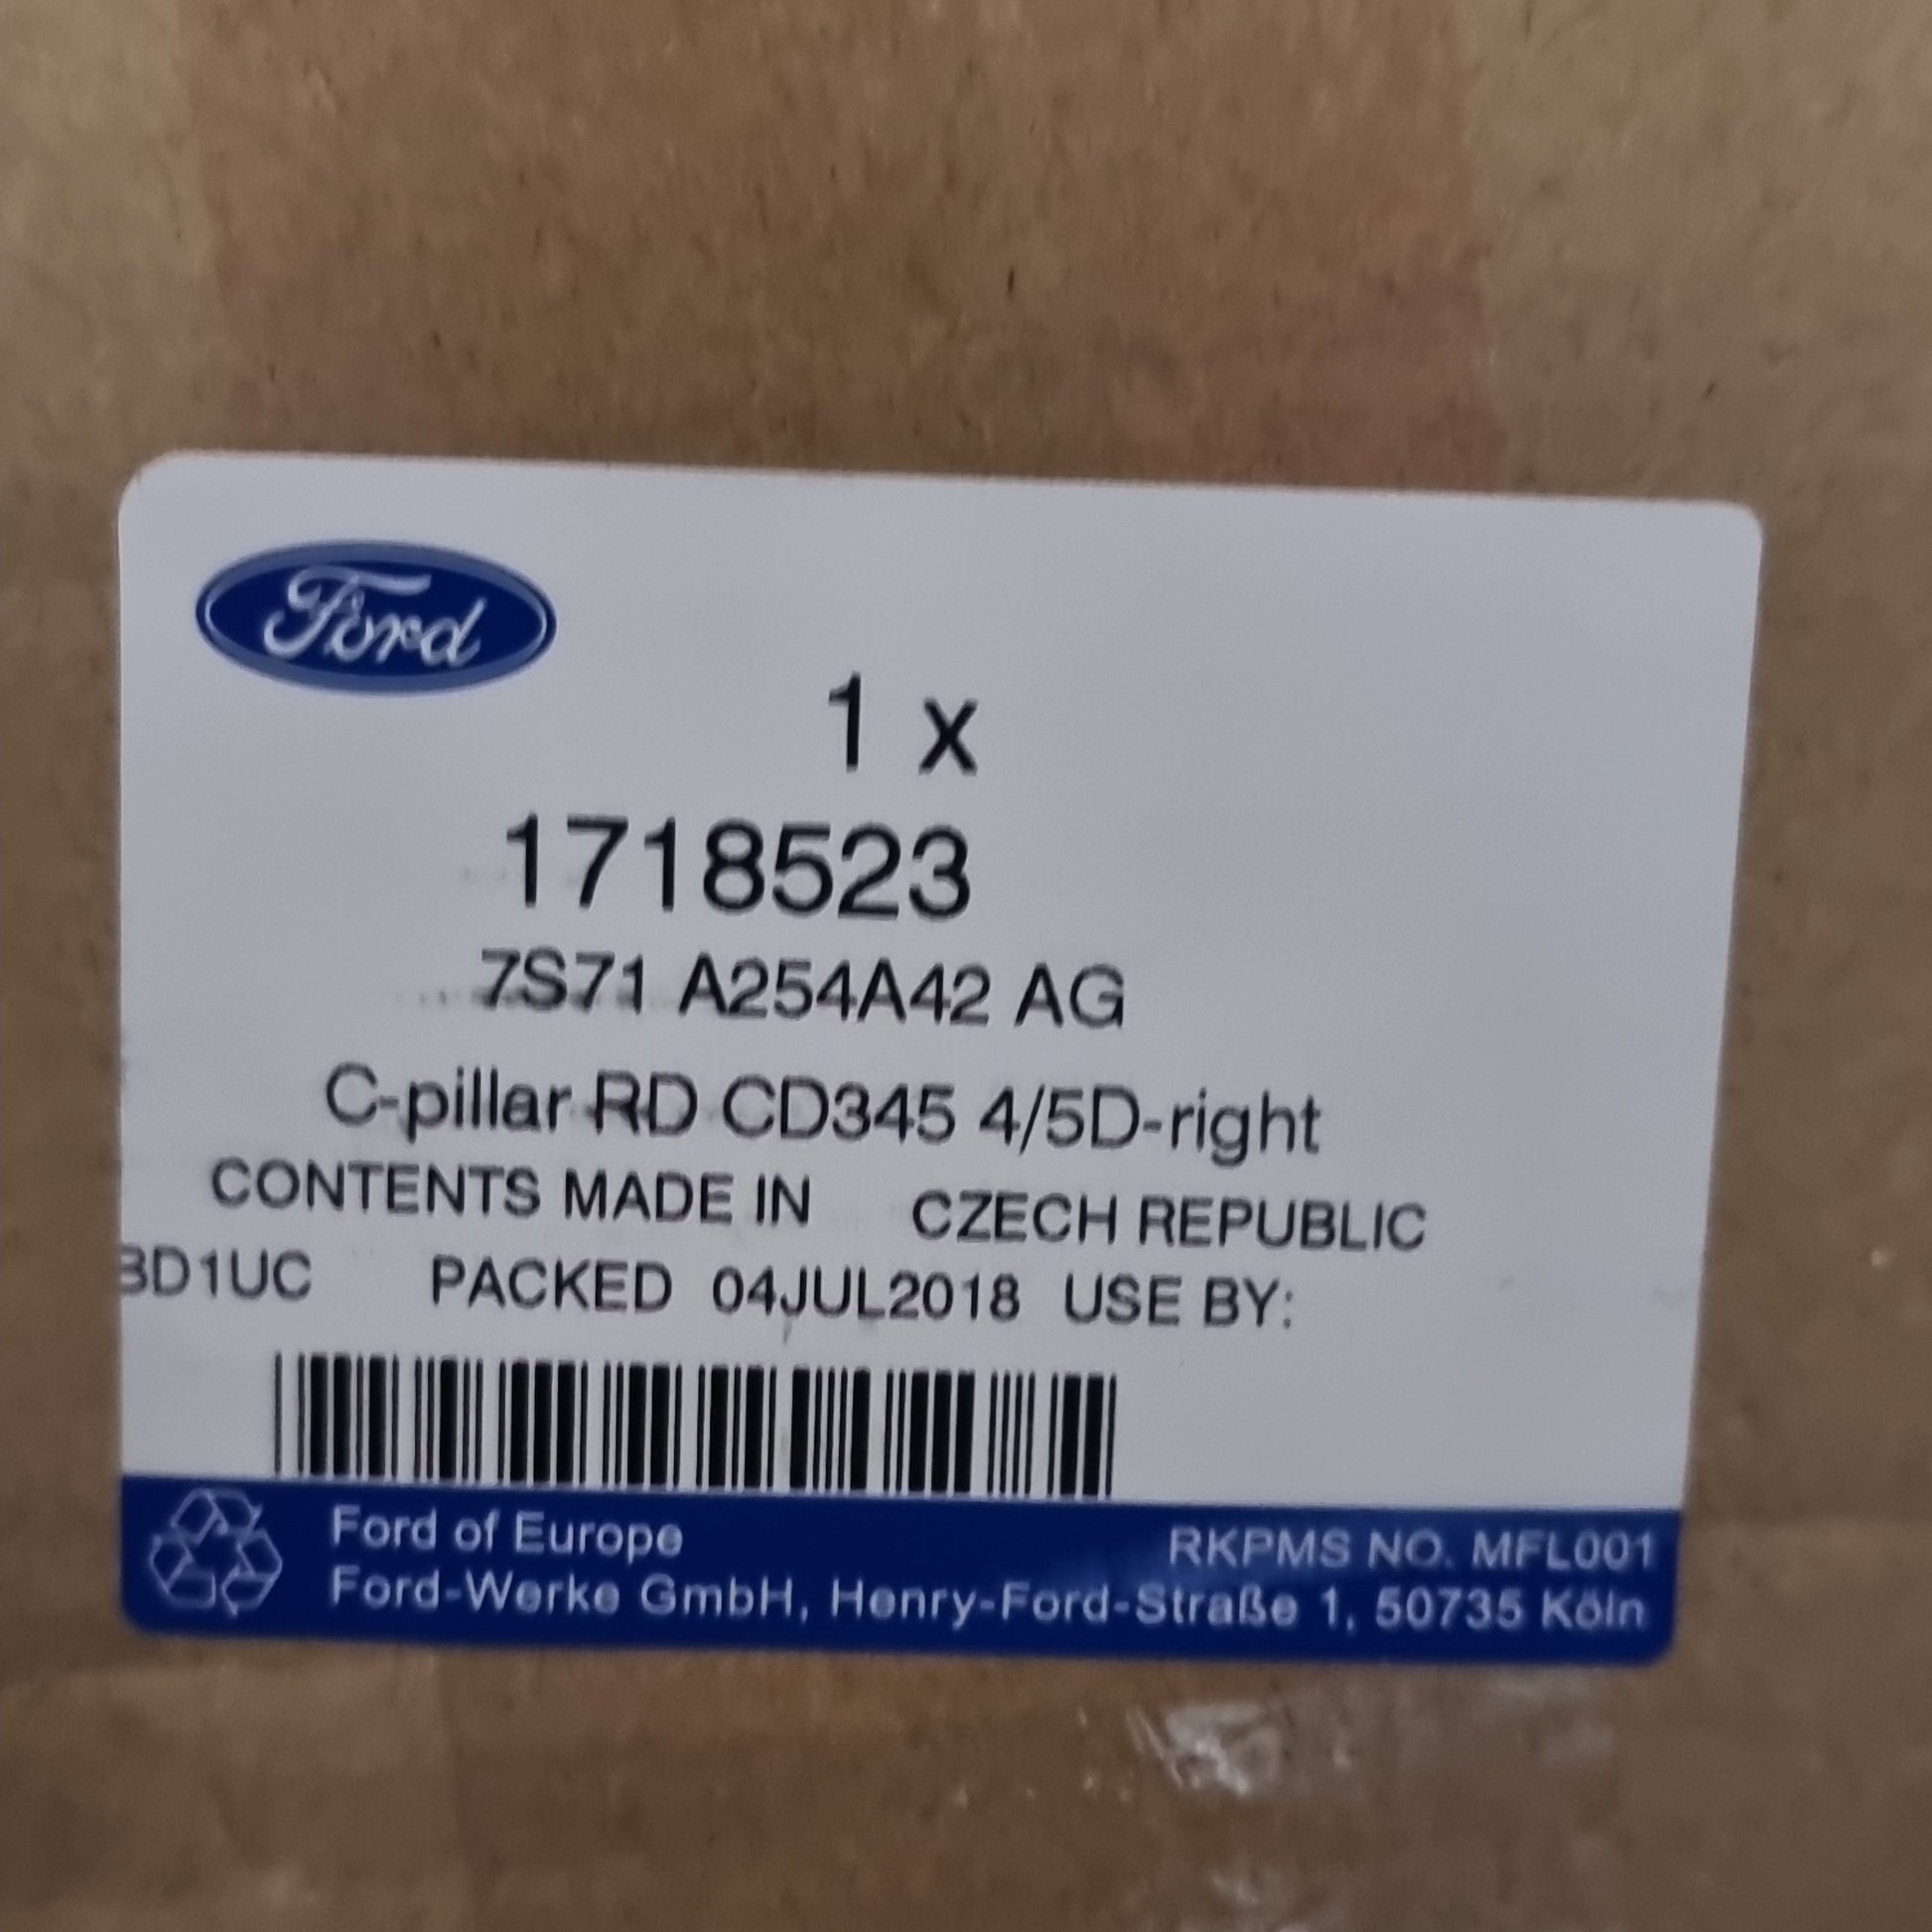 Ford
1 x
1718523
7S71 A254A42 AG
C-pillar RD CD345 4/5D-right
CONTENTS MADE IN CZECH REPUBLIC
BD1UC PACKED 04JUL2018 USE BY:
Ford of Europe RKPMS NO. MFL001
Ford-Werke GmbH, Henry-Ford-Straße 1, 50735 Köln